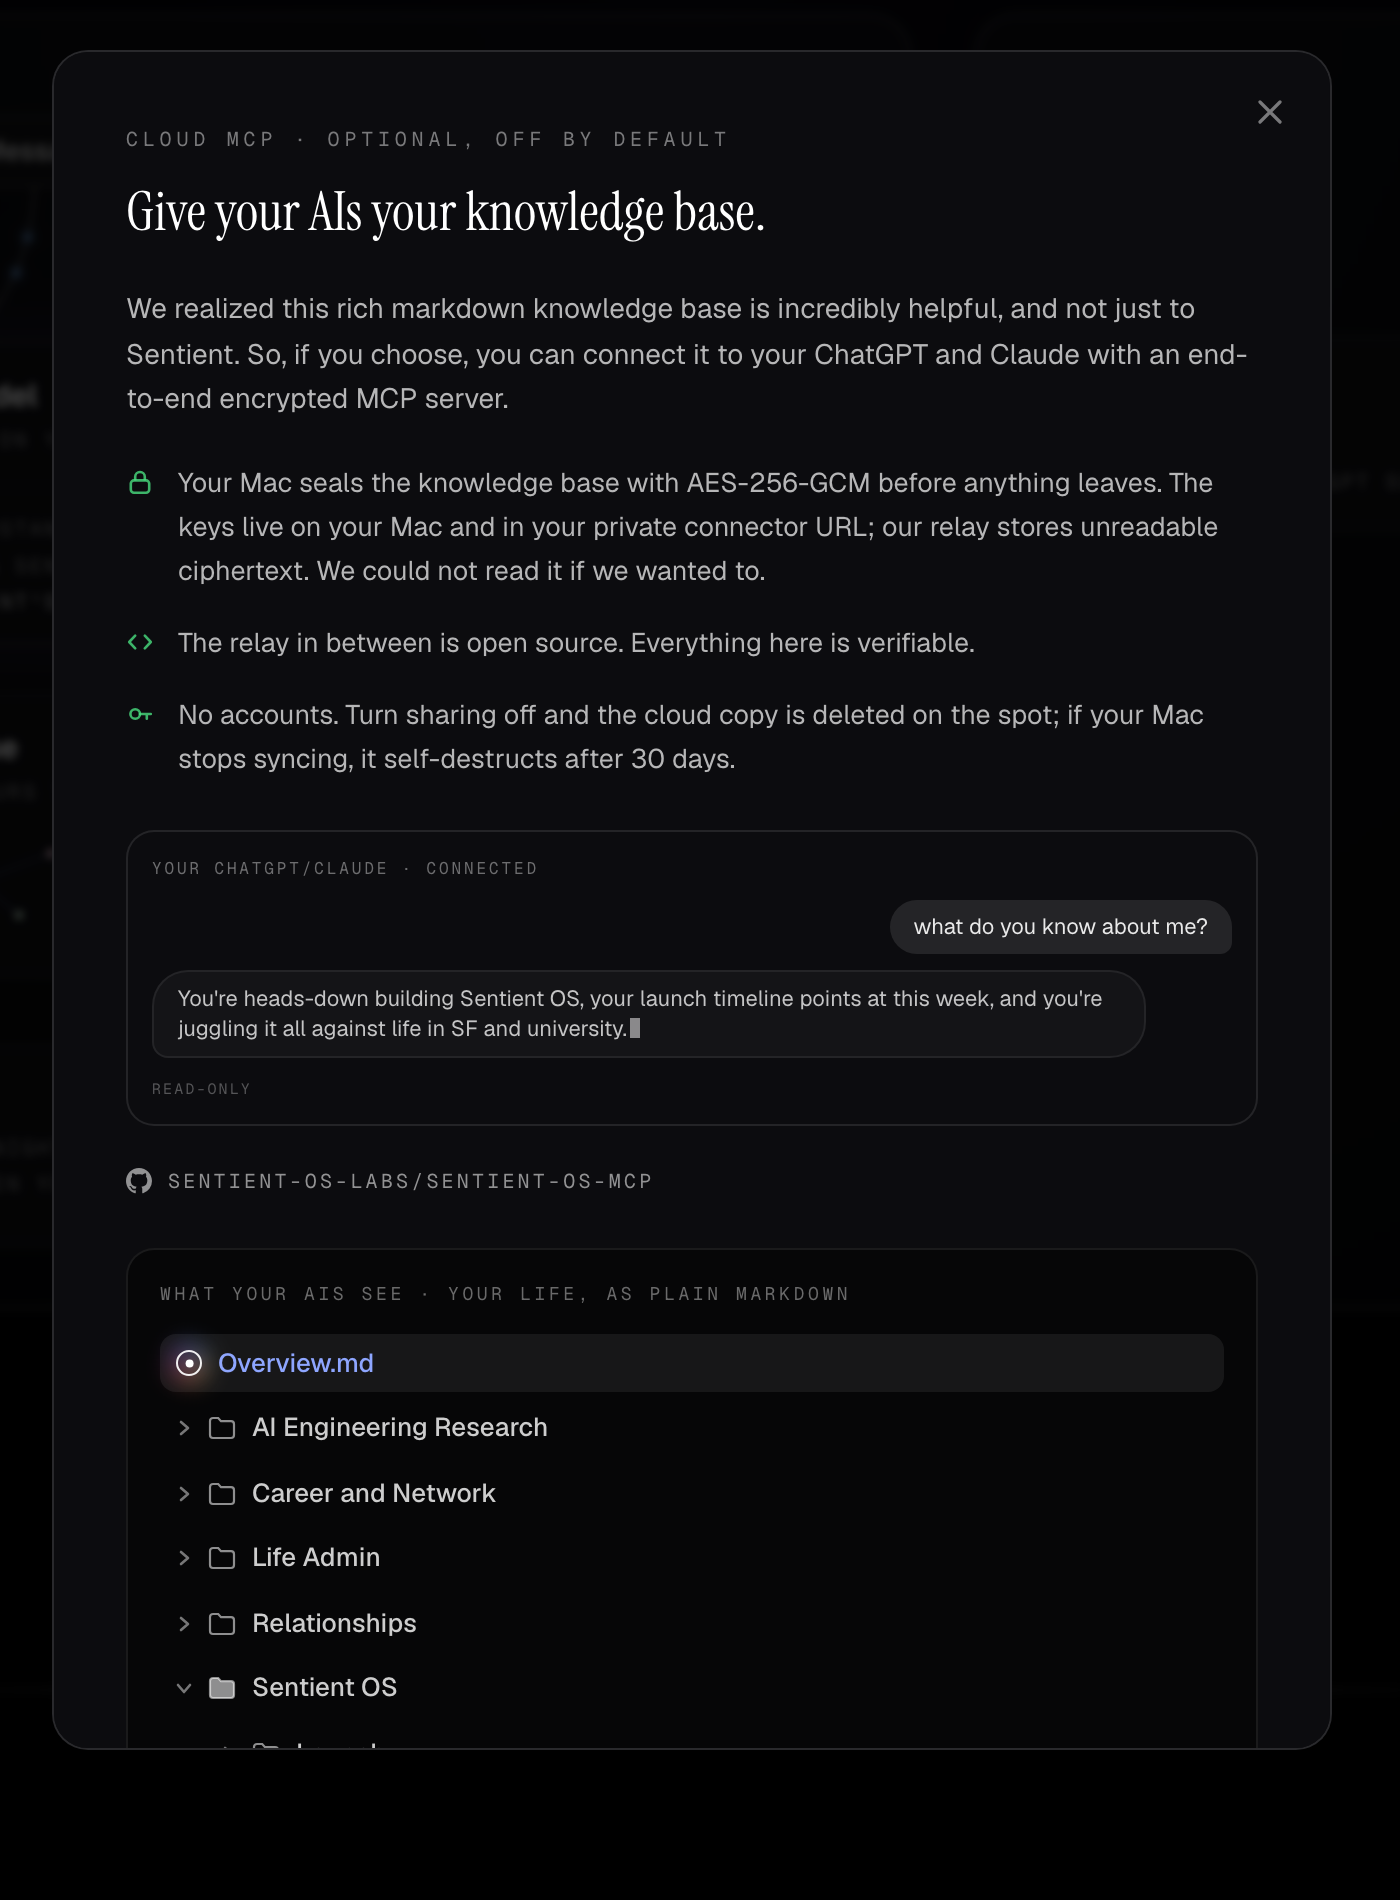 CLOUD MCP · OPTIONAL, OFF BY DEFAULT
Give your AIs your knowledge base.
We realized this rich markdown knowledge base is incredibly helpful, and not just to
Sentient. So, if you choose, you can connect it to your ChatGPT and Claude with an end-
to-end encrypted MCP server.
Your Mac seals the knowledge base with AES-256-GCM before anything leaves. The
keys live on your Mac and in your private connector URL; our relay stores unreadable
ciphertext. We could not read it if we wanted to.
The relay in between is open source. Everything here is verifiable.
No accounts. Turn sharing off and the cloud copy is deleted on the spot; if your Mac
stops syncing, it self-destructs after 30 days.
YOUR CHATGPT/CLAUDE · CONNECTED
what do you know about me?
You're heads-down building Sentient OS, your launch timeline points at this week, and you're
juggling it all against life in SF and university.
READ-ONLY
SENTIENT-OS-LABS/SENTIENT-OS-MCP
WHAT YOUR AIS SEE · YOUR LIFE, AS PLAIN MARKDOWN
Overview.md
AI Engineering Research
Career and Network
Life Admin
Relationships
Sentient OS